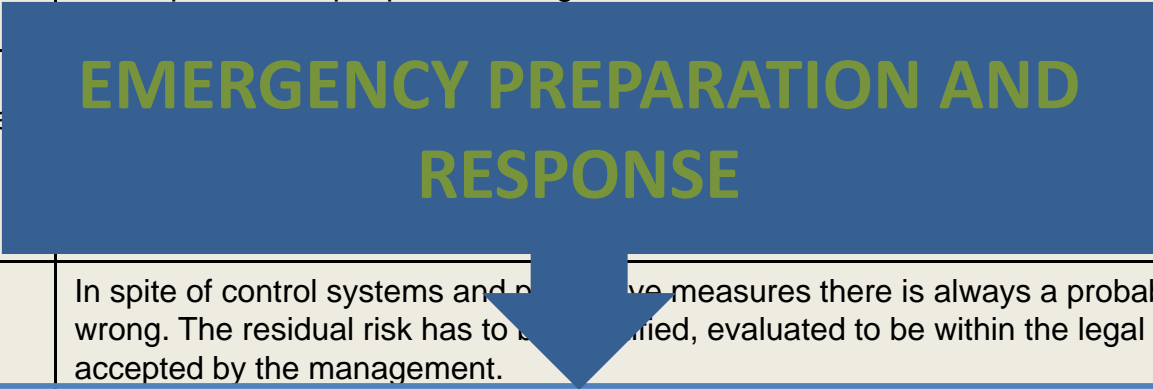 EMERGENCY PREPARATION AND
RESPONSE
In spite of control systems and measures there is always a
wrong. The residual risk has to evaluated to be within the legal
accepted by the management.